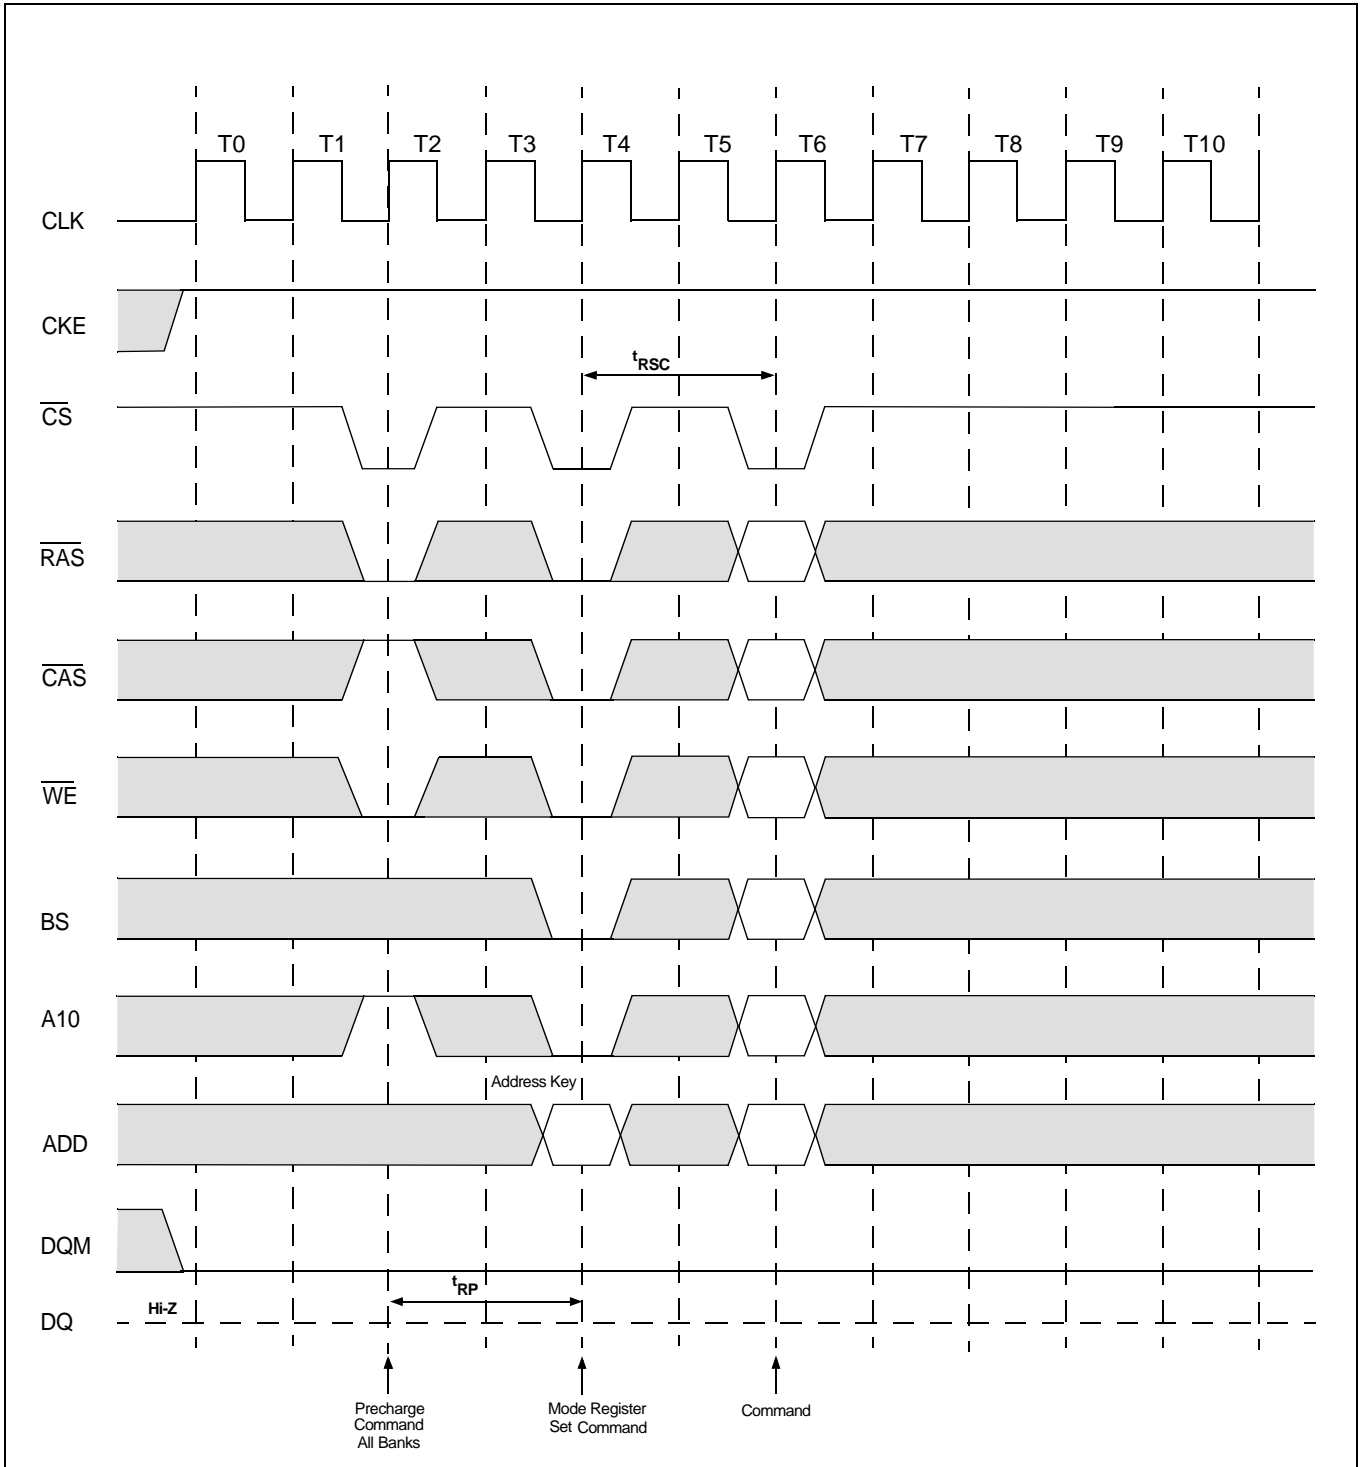 T0 T1 T2 T3 T4 T5 T6 T7 T8 T9 T10
CLK
CKE
tRSC
CS
RAS
CAS
WE
BS
A10
Address Key
ADD
DQM
tRP
Hi-Z
DQ
Precharge
Command
All Banks
Mode Register
Set Command
Command